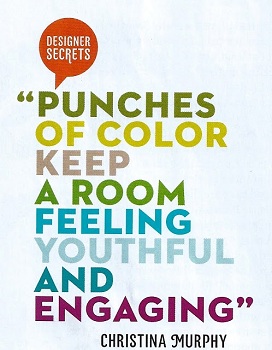 DESIGNER
SECRETS
“PUNCHES
OF COLOR
KEEP
A ROOM
FEELING
YOUTHFUL
AND
ENGAGING”
CHRISTINA MURPHY